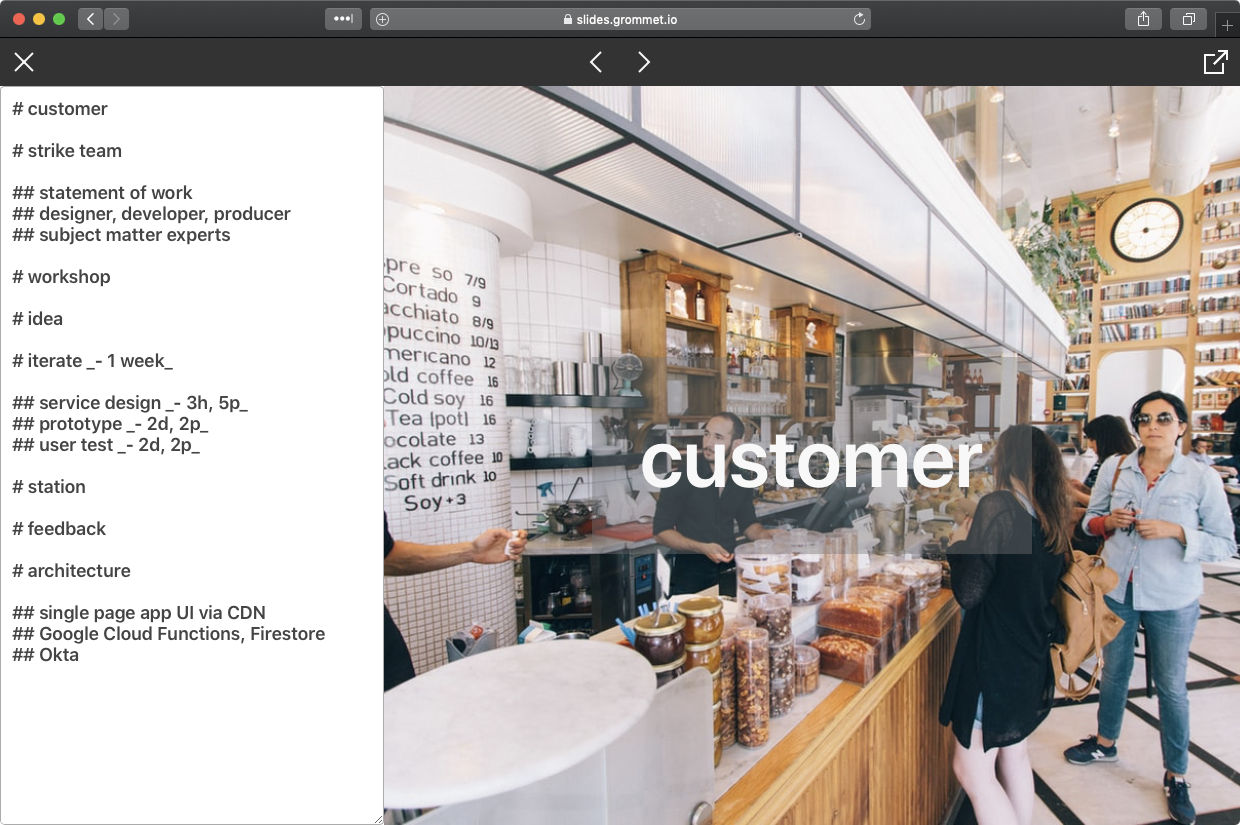 slides.grommet.io
# customer
# strike team
## statement of work
## designer, developer, producer
## subject matter experts
# workshop
# idea
# iterate _- 1 week_
## service design _- 3h, 5p_
## prototype _- 2d, 2p_
## user test _- 2d, 2p_
# station
# feedback
# architecture
## single page app UI via CDN
## Google Cloud Functions, Firestore
## Okta
pre so 7/9
Cortado 9
acchiato 8/9
ppuccino 10/13
mericano 12
old coffee 16
Cold soy 16
Tea (pot) 16
ocolate 13
ack coffee 10
Soft drink 10
Soy+3
customer